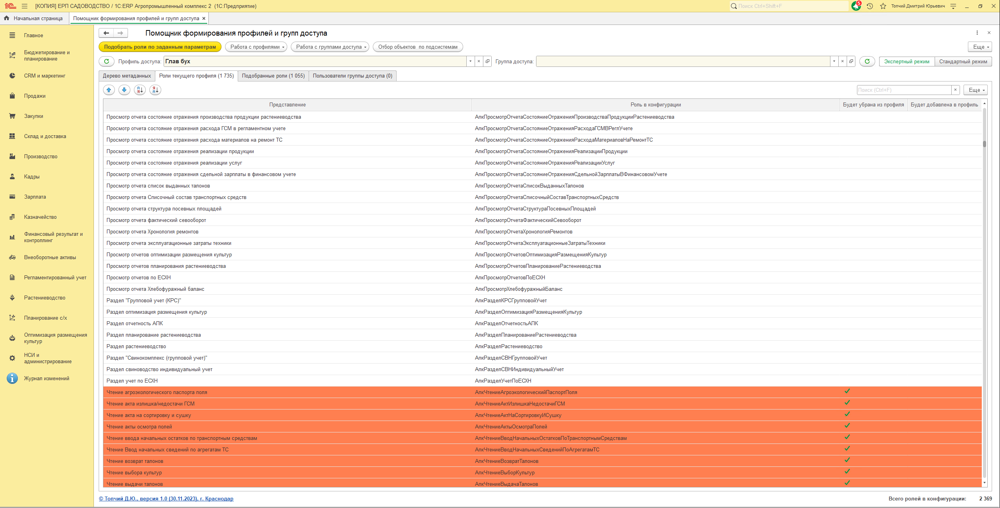 [КОПИЯ] ЕРП САДОВОДСТВО / 1С:ERP Агропромышленный комплекс 2 (1С:Предприятие)
Поиск Ctrl+Shift+F
5
Топчий Дмитрий Юрьевич
Начальная страница
Помощник формирования профилей и групп доступа
Главное
Бюджетирование и
планирование
CRM и маркетинг
Продажи
Закупки
Склад и доставка
Производство
Кадры
Зарплата
Казначейство
Финансовый результат и
контроллинг
Внеоборотные активы
Регламентированный учет
Растениеводство
Планирование с/х
Оптимизация размещения
культур
НСИ и
администрирование
Журнал изменений
Помощник формирования профилей и групп доступа
Подобрать роли по заданным параметрам
Работа с профилями
Работа с группами доступа
Отбор объектов по подсистемам
Еще
Профиль доступа: Глав бух
Группа доступа:
Экспертный режим
Стандартный режим
Дерево метаданных
Роли текущего профиля (1 735)
Подобранные роли (1 055)
Пользователи группы доступа (0)
Поиск (Ctrl+F)
Еще
Представление Роль в конфигурации Будет убрана из профиля Будет добавлена в профиль
Просмотр отчета состояние отражения производства продукции растениеводства АпкПросмотрОтчетаСостояниеОтраженияПроизводстваПродукцииРастениеводства
Просмотр отчета состояние отражения расхода ГСМ в регламентном учете АпкПросмотрОтчетаСостояниеОтраженияРасходаГСМВРеглУчете
Просмотр отчета состояние отражения расхода материалов на ремонт ТС АпкПросмотрОтчетаСостояниеОтраженияРасходаМатериаловНаРемонтТС
Просмотр отчета состояние отражения реализации продукции АпкПросмотрОтчетаСостояниеОтраженияРеализацииПродукции
Просмотр отчета состояние отражения реализации услуг АпкПросмотрОтчетаСостояниеОтраженияРеализацииУслуг
Просмотр отчета состояние отражения сдельной зарплаты в финансовом учете АпкПросмотрОтчетаСостояниеОтраженияСдельнойЗарплатыВФинансовомУчете
Просмотр отчета список выданных талонов АпкПросмотрОтчетаСписокВыданныхТалонов
Просмотр отчета Списочный состав транспортных средств АпкПросмотрОтчетаСписочныйСоставТранспортныхСредств
Просмотр отчета структура посевных площадей АпкПросмотрОтчетаСтруктураПосевныхПлощадей
Просмотр отчета фактический севооборот АпкПросмотрОтчетаФактическийСевооборот
Просмотр отчета Хронология ремонтов АпкПросмотрОтчетаХронологияРемонтов
Просмотр отчета эксплуатационные затраты техники АпкПросмотрОтчетаЭксплуатационныеЗатратыТехники
Просмотр отчетов оптимизации размещения культур АпкПросмотрОтчетовОптимизацияРазмещенияКультур
Просмотр отчетов планирования растениеводства АпкПросмотрОтчетовПланированиеРастениеводства
Просмотр отчетов по ЕСХН АпкПросмотрОтчетовПоЕСХН
Просмотр отчета Хлебофуражный баланс АпкПросмотрХлебофуражныйБаланс
Раздел "Групповой учет (КРС)" АпкРазделКРСГрупповойУчет
Раздел оптимизация размещения культур АпкРазделОптимизацияРазмещенияКультур
Раздел отчетность АПК АпкРазделОтчетностьАПК
Раздел планирование растениеводства АпкРазделПланированиеРастениеводства
Раздел растениеводство АпкРазделРастениеводство
Раздел "Свинокомплекс (групповой учет)" АпкРазделСВНГрупповойУчет
Раздел свиноводство индивидуальный учет АпкРазделСВНИндивидуальныйУчет
Раздел учет по ЕСХН АпкРазделУчетПоЕСХН
Чтение агроэкологического паспорта поля АпкЧтениеАгроэкологическийПаспортПоля
Чтение акта излишка/недостачи ГСМ АпкЧтениеАктИзлишкаНедостачиГСМ
Чтение акта на сортировку и сушку АпкЧтениеАктНаСортировкуИСушку
Чтение акты осмотра полей АпкЧтениеАктыОсмотраПолей
Чтение ввода начальных остатков по транспортным средствам АпкЧтениеВводНачальныхОстатковПоТранспортнымСредствам
Чтение Ввод начальных сведений по агрегатам ТС АпкЧтениеВводНачальныхСведенийПоАгрегатамТС
Чтение возврат талонов АпкЧтениеВозвратТалонов
Чтение выбора культур АпкЧтениеВыборКультур
Чтение выдачи талонов АпкЧтениеВыдачаТалонов
© Топчий Д.Ю., версия 1.0 (30.11.2023), г. Краснодар
Всего ролей в конфигурации: 2 369